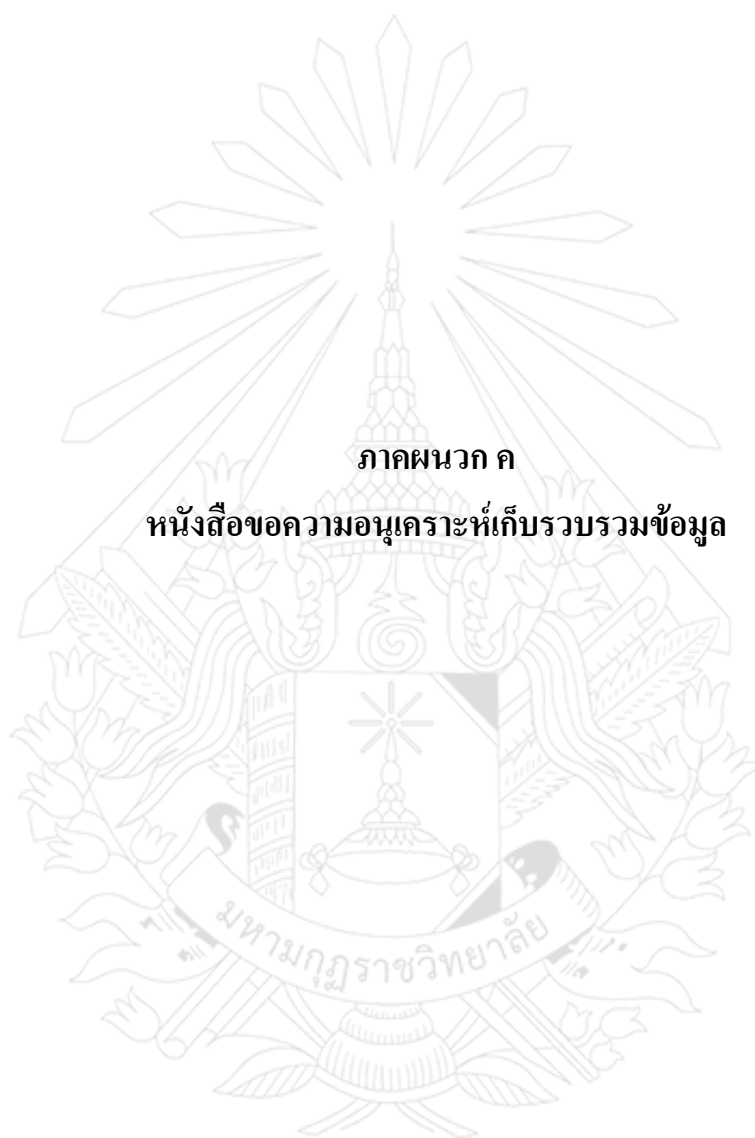 ภาคผนวก ค
หนังสือขอความอนุเคราะห์เก็บรวบรวมข้อมูล
มหามกุฏราชวิทยาลัย